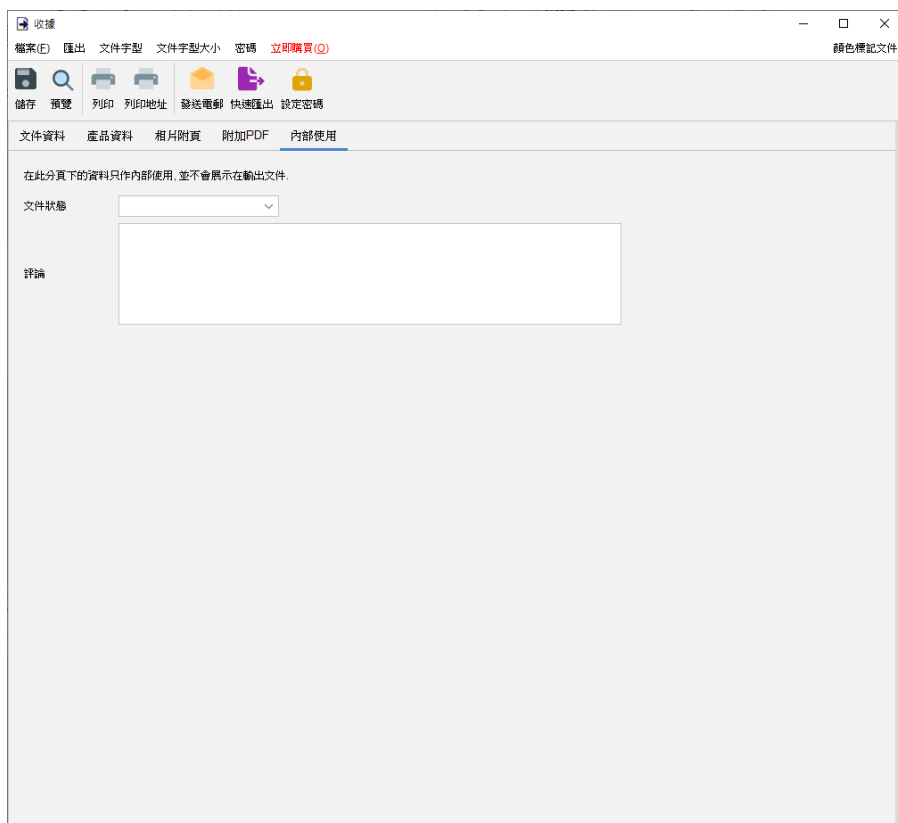 收據
檔案(F) 匯出 文件字型 文件字型大小 密碼 立即購買(O) 顏色標記文件
儲存 預覽 列印 列印地址 發送電郵 快速匯出 設定密碼
文件資料 產品資料 相片附頁 附加PDF 內部使用
在此分頁下的資料只作內部使用, 並不會展示在輸出文件.
文件狀態
評論